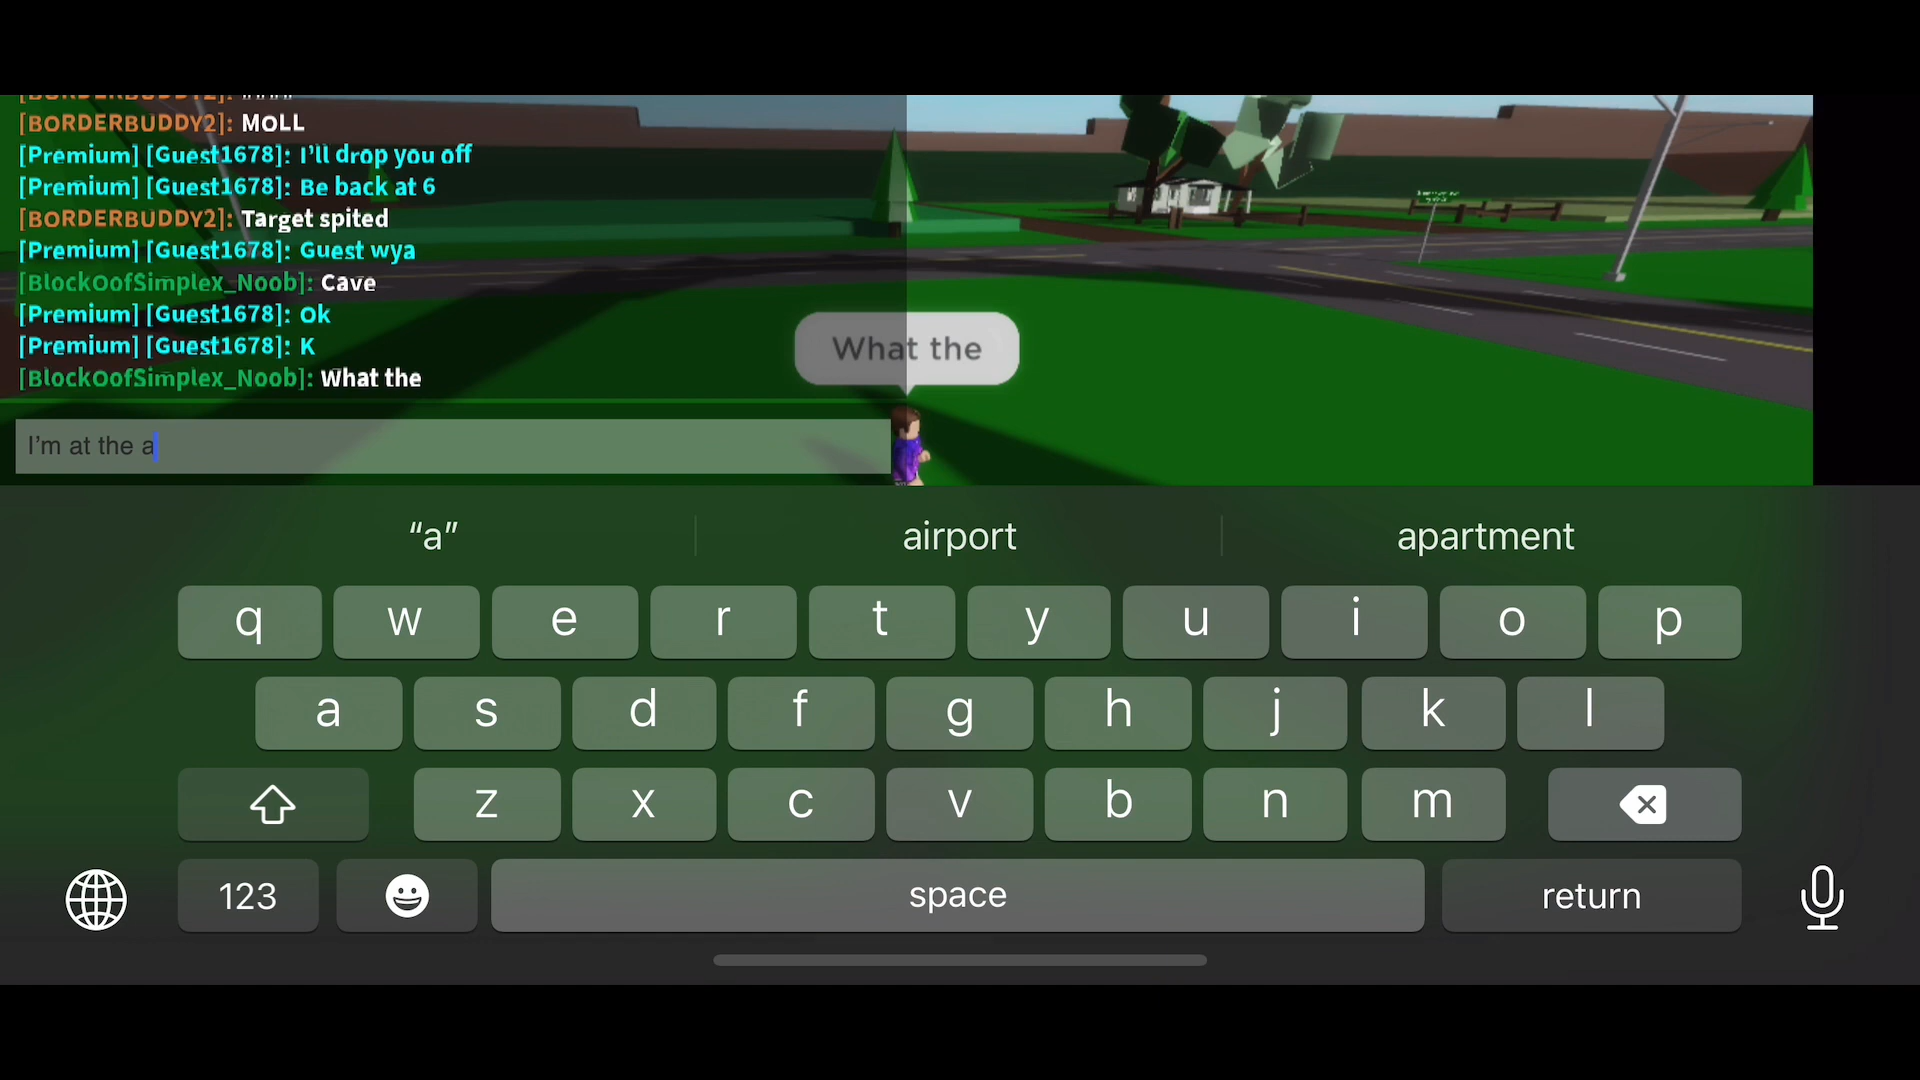 [BORDERBUDDY2]: MOLL
[Premium] [Guest1678]: I'll drop you off
[Premium] [Guest1678]: Be back at 6
[BORDERBUDDY2]: Target spited
[Premium] [Guest1678]: Guest wya
[BlockOofSimplex_Noob]: Cave
[Premium] [Guest1678]: Ok
[Premium] [Guest1678]: K
[BlockOofSimplex_Noob]: What the
What the
I'm at the a
“a” airport apartment
q w e r t y u i o p
a s d f g h j k l
z x c v b n m
123 space return